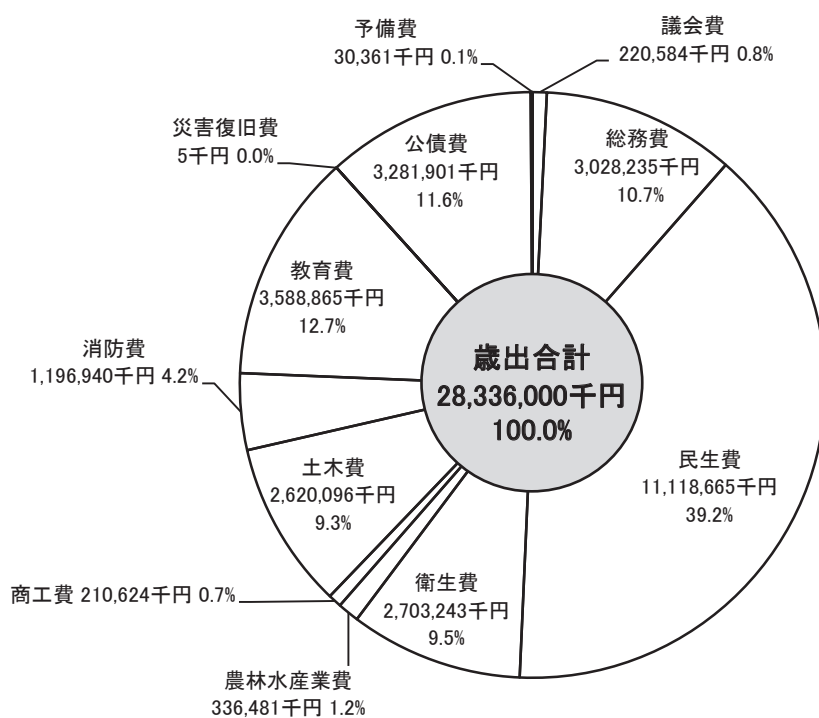 予備費
30,361千円 0.1%
議会費
220,584千円 0.8%
災害復旧費
5千円 0.0%
公債費
3,281,901千円
11.6%
総務費
3,028,235千円
10.7%
教育費
3,588,865千円
12.7%
消防費
1,196,940千円 4.2%
歳出合計
28,336,000千円
100.0%
民生費
11,118,665千円
39.2%
土木費
2,620,096千円
9.3%
衛生費
2,703,243千円
9.5%
商工費 210,624千円 0.7%
農林水産業費
336,481千円 1.2%